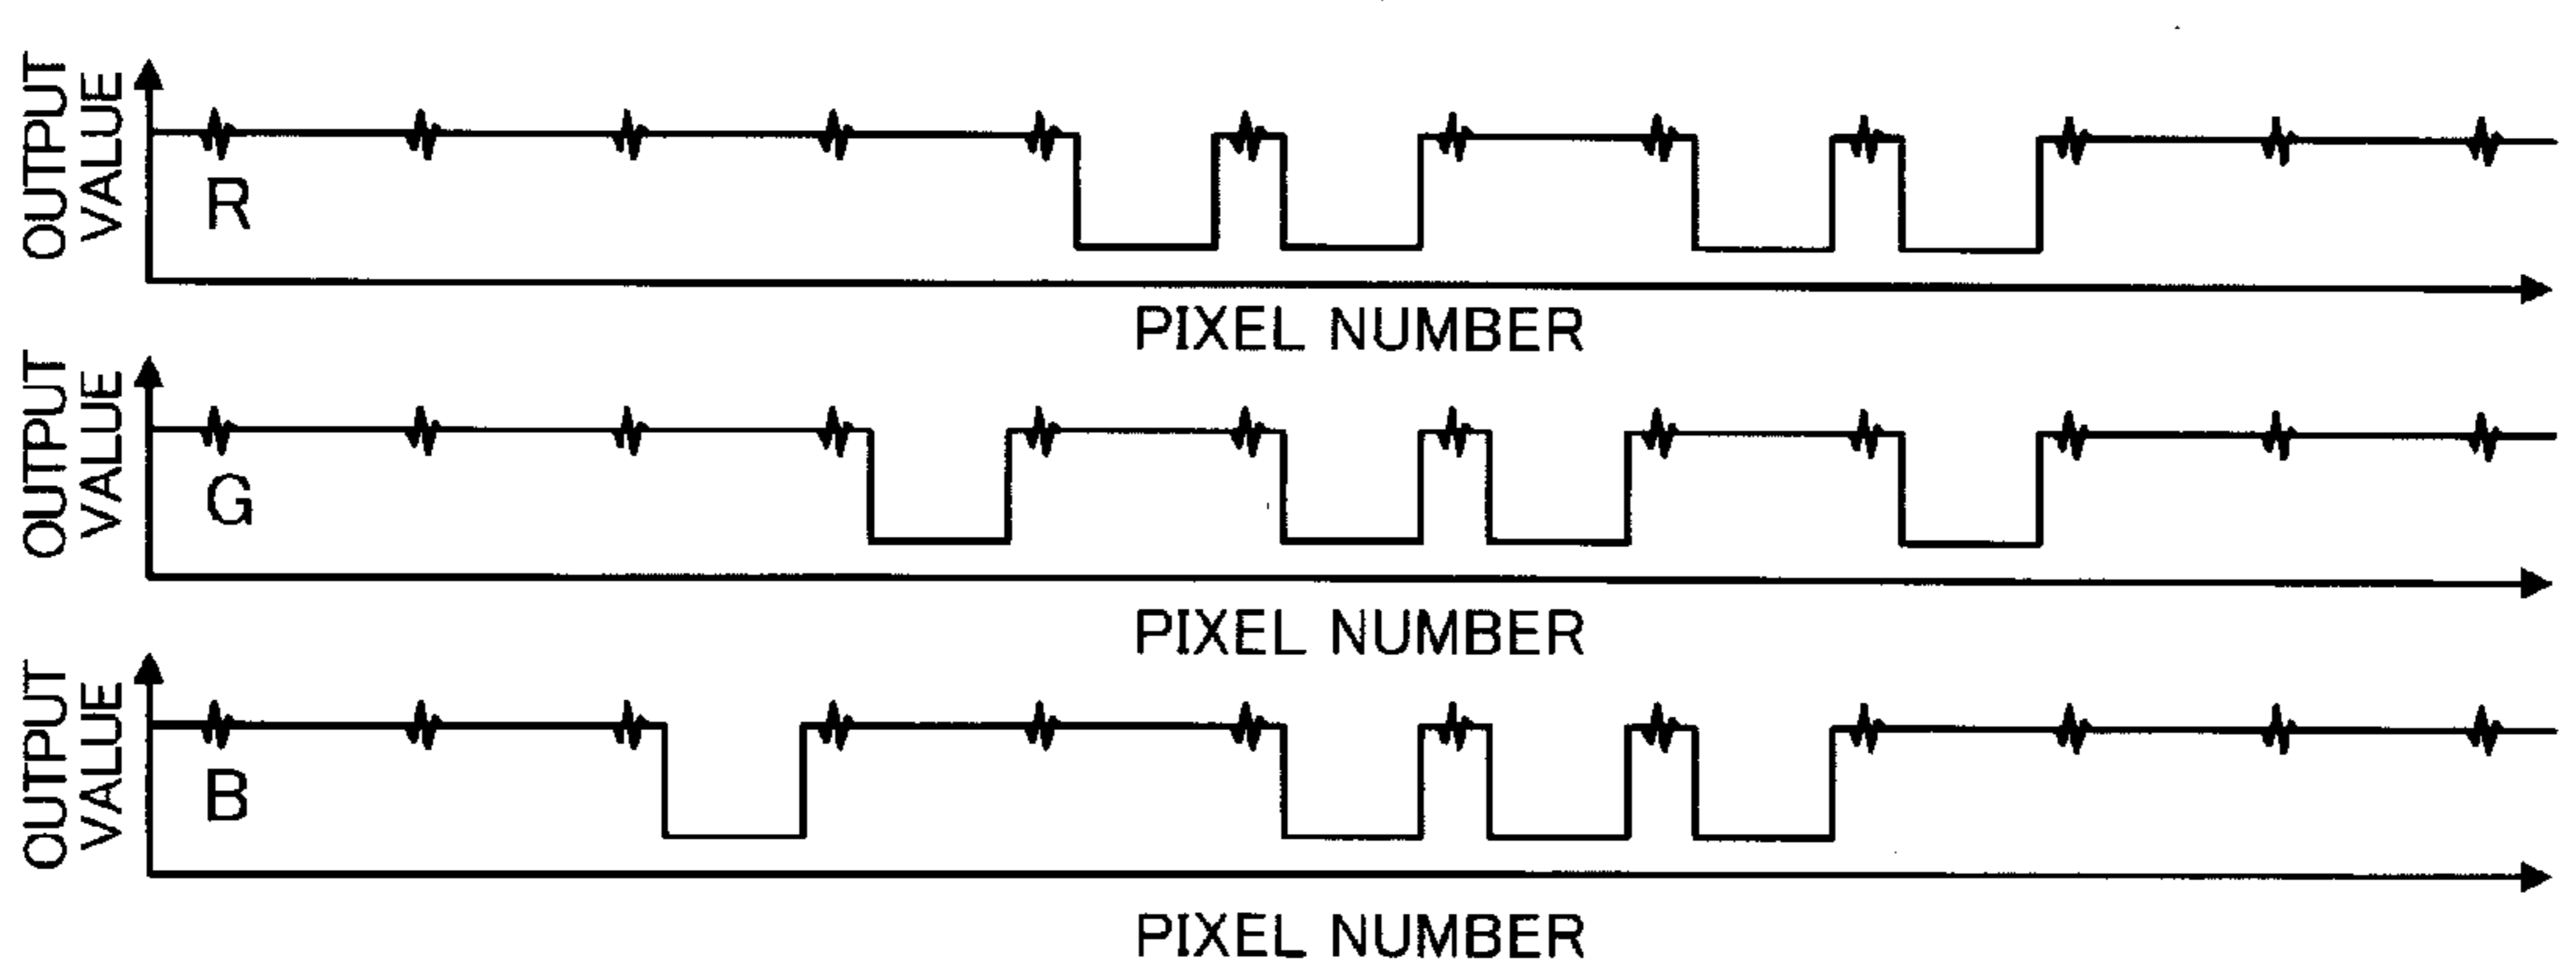 OUTPUT
VALUE
R
PIXEL NUMBER
OUTPUT
VALUE
G
PIXEL NUMBER
OUTPUT
VALUE
B
PIXEL NUMBER